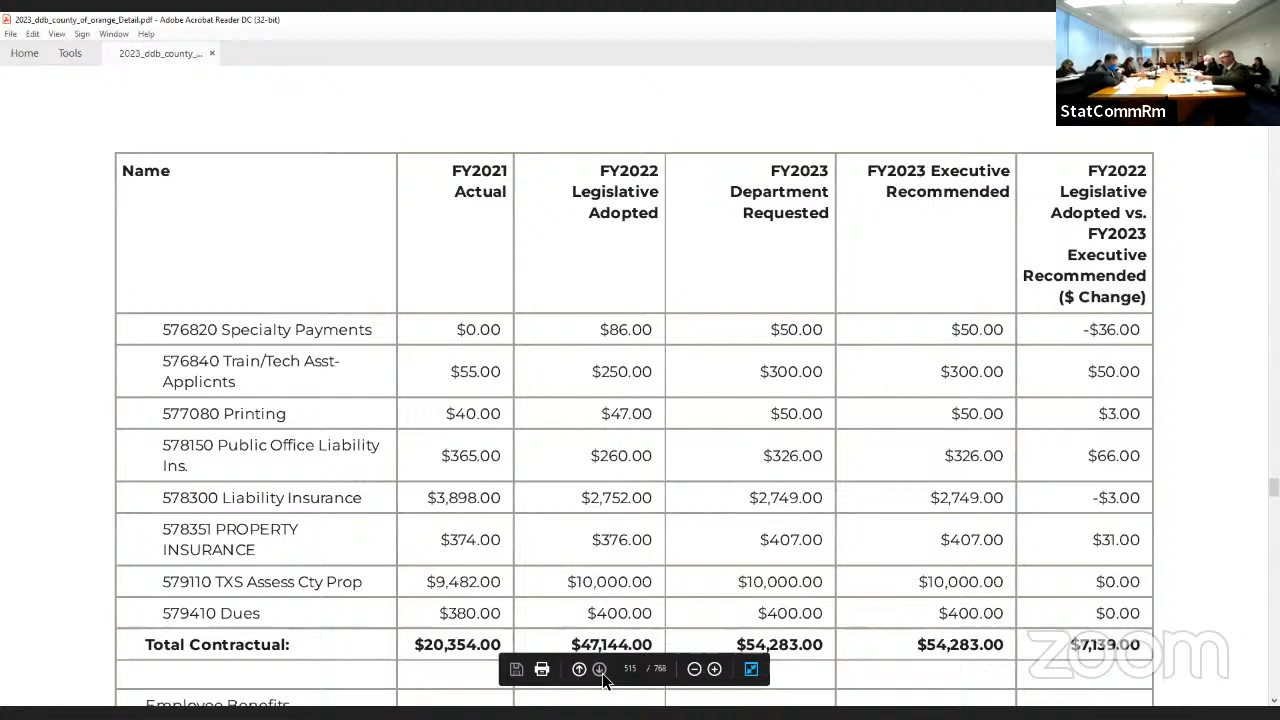 2023_ddb_county_of_orange_Detail.pdf - Adobe Acrobat Reader DC (32-bit)
File Edit View Sign Window Help
Home Tools 2023_ddb_county_... ×
StatCommRm
Name FY2021 Actual FY2022 Legislative Adopted FY2023 Department Requested FY2023 Executive Recommended FY2022 Legislative Adopted vs. FY2023 Executive Recommended ($ Change)
576820 Specialty Payments $0.00 $86.00 $50.00 $50.00 -$36.00
576840 Train/Tech Asst-
Applicnts $55.00 $250.00 $300.00 $300.00 $50.00
577080 Printing $40.00 $47.00 $50.00 $50.00 $3.00
578150 Public Office Liability
Ins. $365.00 $260.00 $326.00 $326.00 $66.00
578300 Liability Insurance $3,898.00 $2,752.00 $2,749.00 $2,749.00 -$3.00
578351 PROPERTY
INSURANCE $374.00 $376.00 $407.00 $407.00 $31.00
579110 TXS Assess Cty Prop $9,482.00 $10,000.00 $10,000.00 $10,000.00 $0.00
579410 Dues $380.00 $400.00 $400.00 $400.00 $0.00
Total Contractual: $20,354.00 $47,144.00 $54,283.00 $54,283.00 $7,139.00
zoom
515 / 768
Employee Benefits